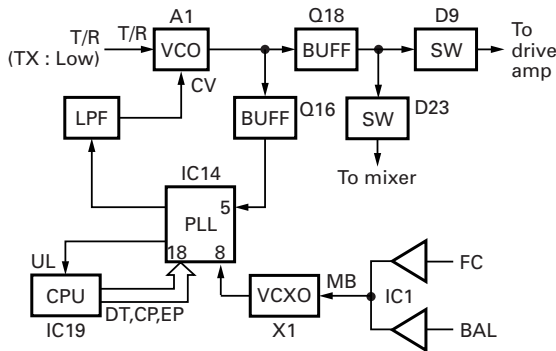 A1
Q18
D9
T/R
T/R
(TX : Low)
VCO
BUFF
SW
To
drive
amp
CV
LPF
BUFF
Q16
SW
D23
To mixer
IC14
5
PLL
18
8
UL
CPU
DT,CP,EP
IC19
VCXO
X1
MB
IC1
FC
BAL